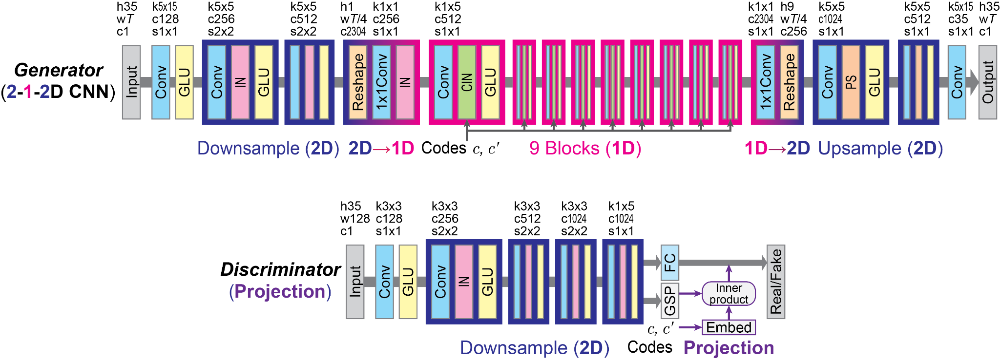 h35 k5x15 k5x5 k5x5 h1 k1x1 k1x5 k1x1 h9 k5x5 k5x5 k5x15 h35
wT c128 c256 c512 wT/4 c256 c512 c2304 wT/4 c1024 c512 c35 wT
c1 s1x1 s2x2 s2x2 c2304 s1x1 s1x1 s1x1 c256 s1x1 s1x1 s1x1 c1
Generator
(2-1-2D CNN)
Input
Conv
GLU
Conv
IN
GLU
Reshape
1x1Conv
IN
Conv
CIN
GLU
1x1Conv
Reshape
Conv
PS
GLU
Conv
Output
Downsample (2D) 2D→1D Codes c, c′ 9 Blocks (1D) 1D→2D Upsample (2D)
h35 k3x3 k3x3 k3x3 k3x3 k1x5
w128 c128 c256 c512 c1024 c1024
c1 s1x1 s2x2 s2x2 s2x2 s1x1
Discriminator
(Projection)
Input
Conv
GLU
Conv
IN
GLU
FC
GSP
Inner
product
Real/Fake
c, c′
Embed
Downsample (2D) Codes Projection